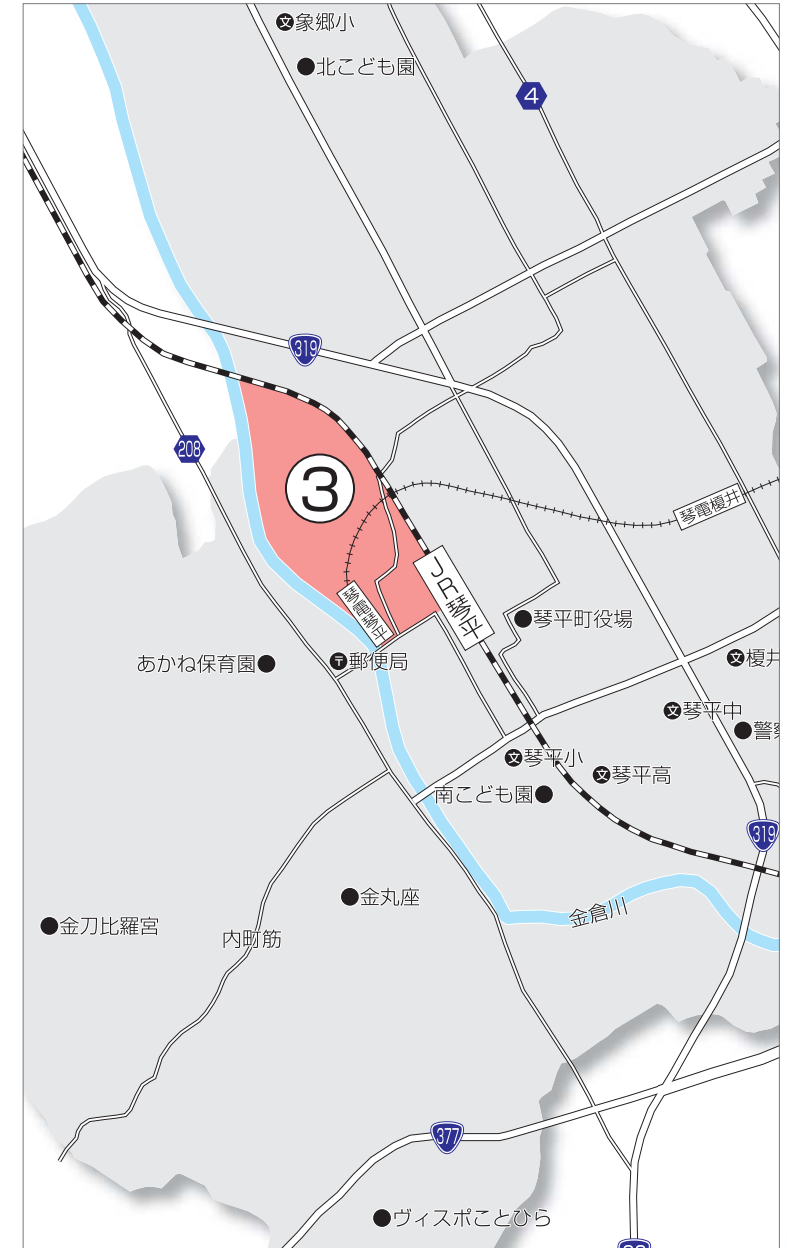 象郷小
北こども園
4
319
208
3
琴電榎井
JR琴平
琴電琴平
琴平町役場
〒郵便局
あかね保育園
榎井
琴平中
警察
琴平小
琴平高
南こども園
319
金丸座
金刀比羅宮
内町筋
金倉川
377
ヴィスポことひら